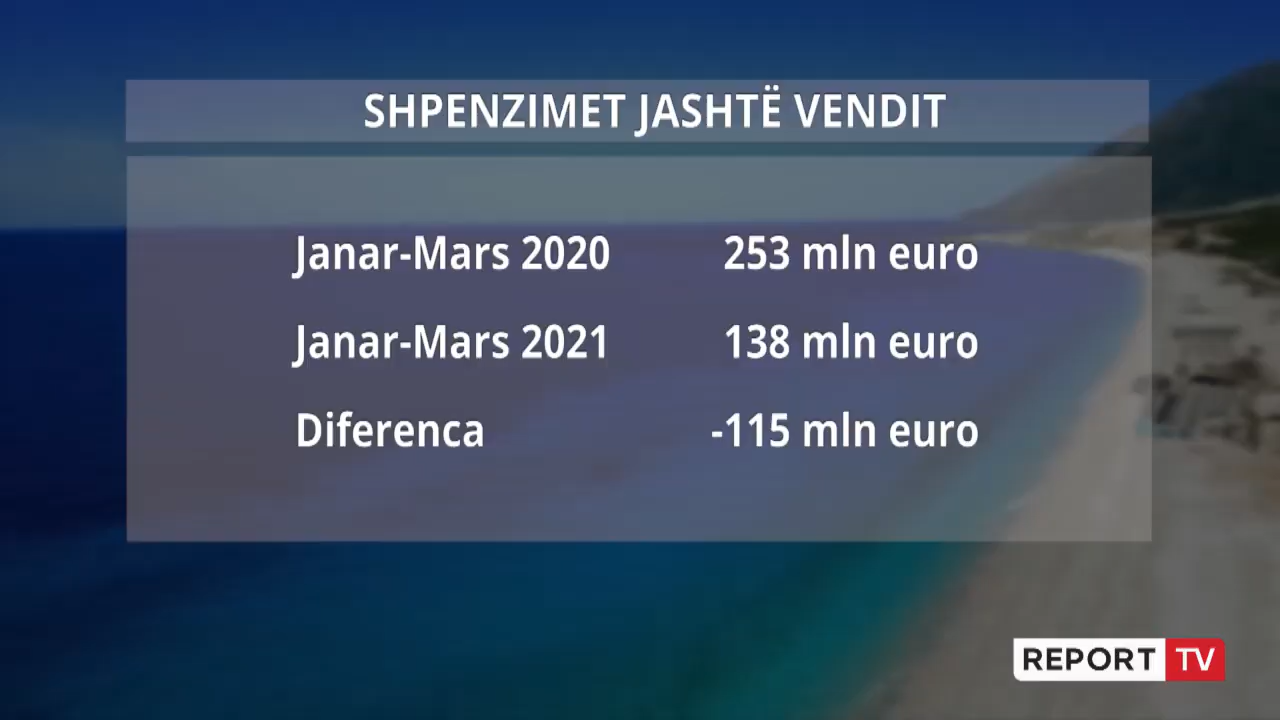 SHPENZIMET JASHTË VENDIT
Janar-Mars 2020 253 mln euro
Janar-Mars 2021 138 mln euro
Diferenca -115 mln euro
REPORT TV